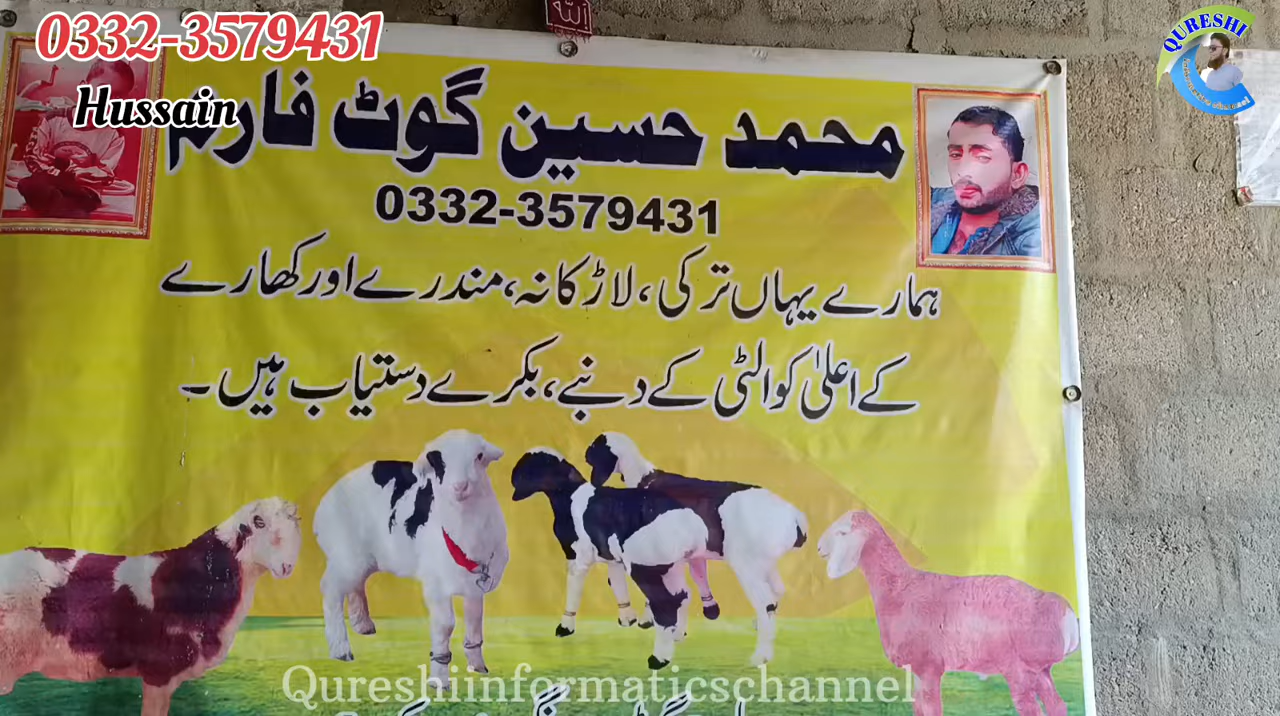 0332-3579431
Hussain
QURESHI
الله
محمد حسین گوٹ فارم
0332-3579431
ہمارے یہاں ترکی، لاڑکانہ، مندرے اور کھارے
کے اعلیٰ کوالٹی کے دنبے، بکرے دستیاب ہیں۔
Qureshiinformaticschannel